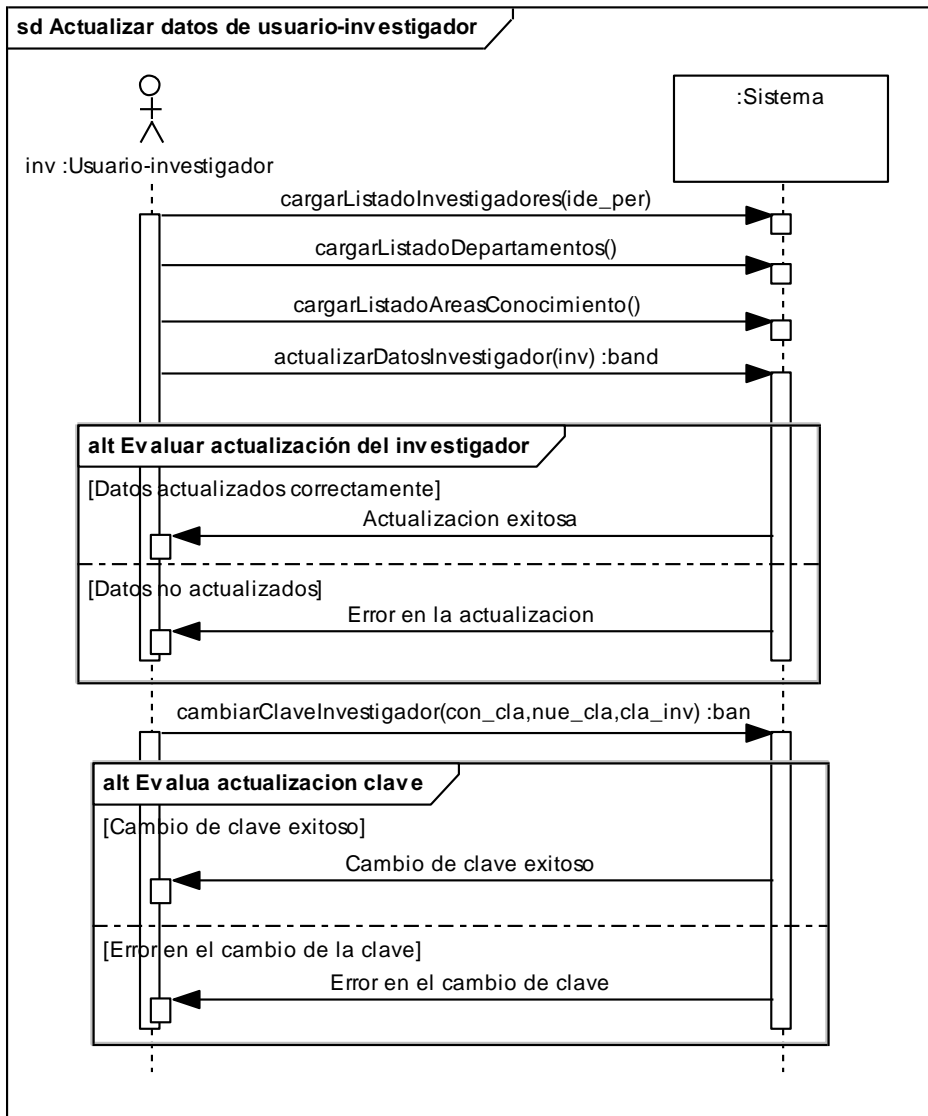 sd Actualizar datos de usuario-investigador
:Sistema
inv :Usuario-investigador
cargarListadoInvestigadores(ide_per)
cargarListadoDepartamentos()
cargarListadoAreasConocimiento()
actualizarDatosInvestigador(inv) :band
alt Evaluar actualización del investigador
[Datos actualizados correctamente]
Actualizacion exitosa
[Datos no actualizados]
Error en la actualizacion
cambiarClaveInvestigador(con_cla,nue_cla,cla_inv) :ban
alt Evalua actualizacion clave
[Cambio de clave exitoso]
Cambio de clave exitoso
[Error en el cambio de la clave]
Error en el cambio de clave